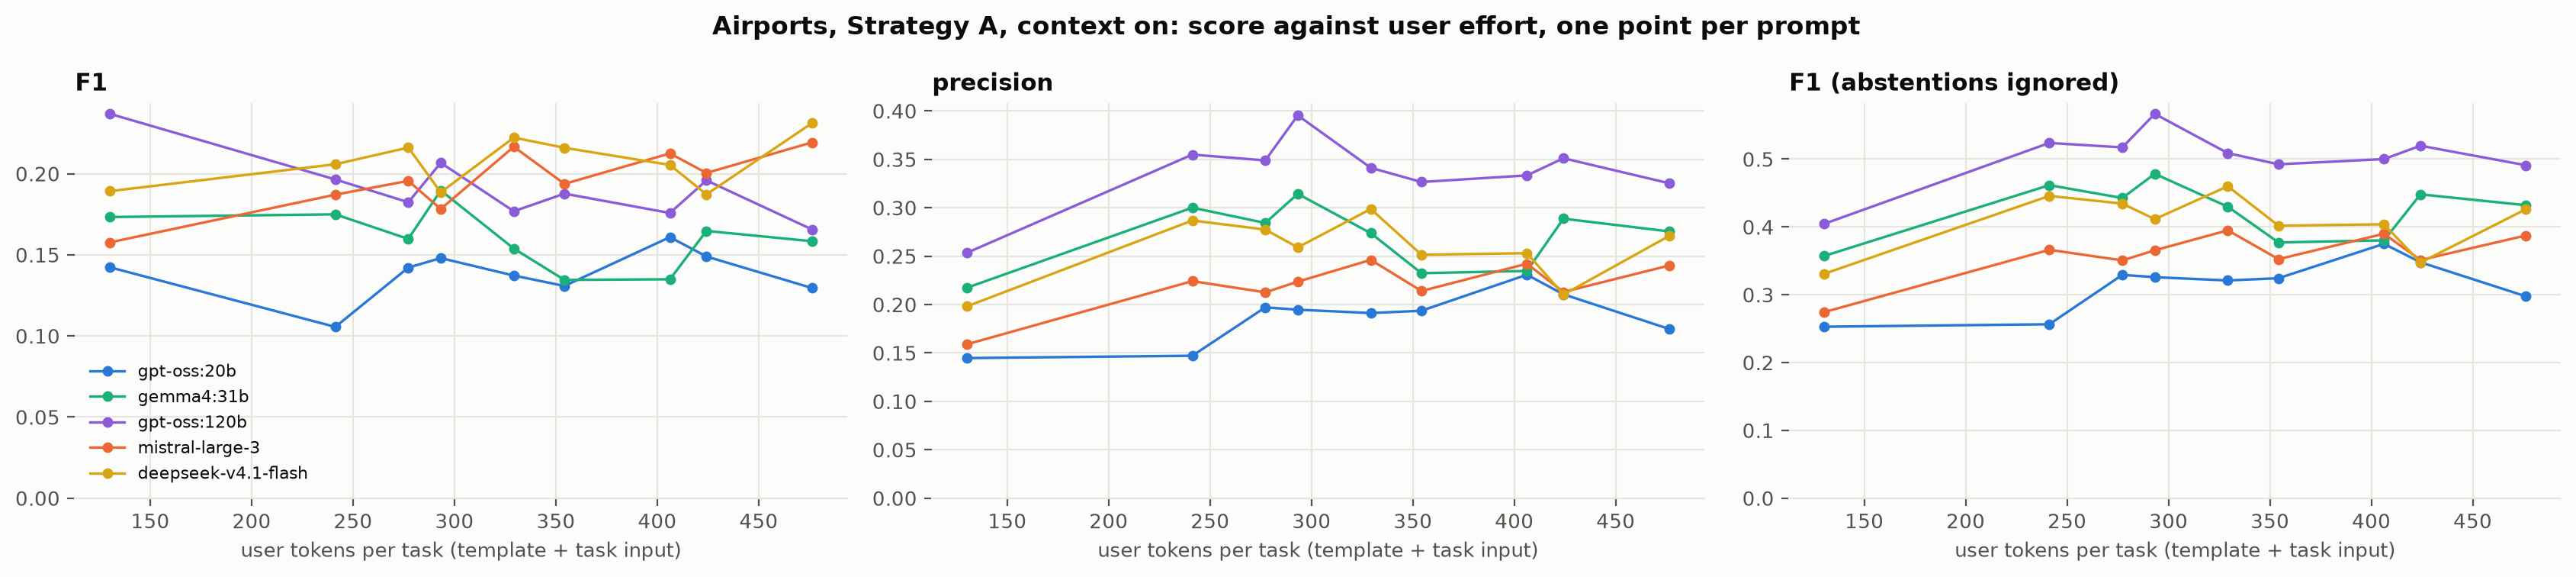 Airports, Strategy A, context on: score against user effort, one point per prompt
F1
0.20
0.15
0.10
0.05
0.00
gpt-oss:20b
gemma4:31b
gpt-oss:120b
mistral-large-3
deepseek-v4.1-flash
150 200 250 300 350 400 450
user tokens per task (template + task input)
precision
0.40
0.35
0.30
0.25
0.20
0.15
0.10
0.05
0.00
150 200 250 300 350 400 450
user tokens per task (template + task input)
F1 (abstentions ignored)
0.5
0.4
0.3
0.2
0.1
0.0
150 200 250 300 350 400 450
user tokens per task (template + task input)